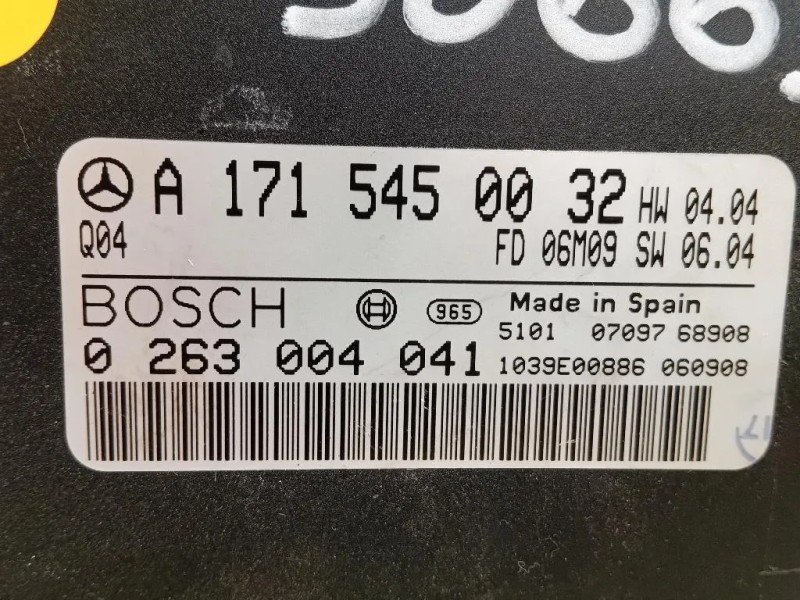 A 171 545 00 32 HW 04.04
Q04 FD 06M09 SW 06.04
BOSCH 965 Made in Spain
5101 07097 68908
0 263 004 041 1039E00886 060908
17